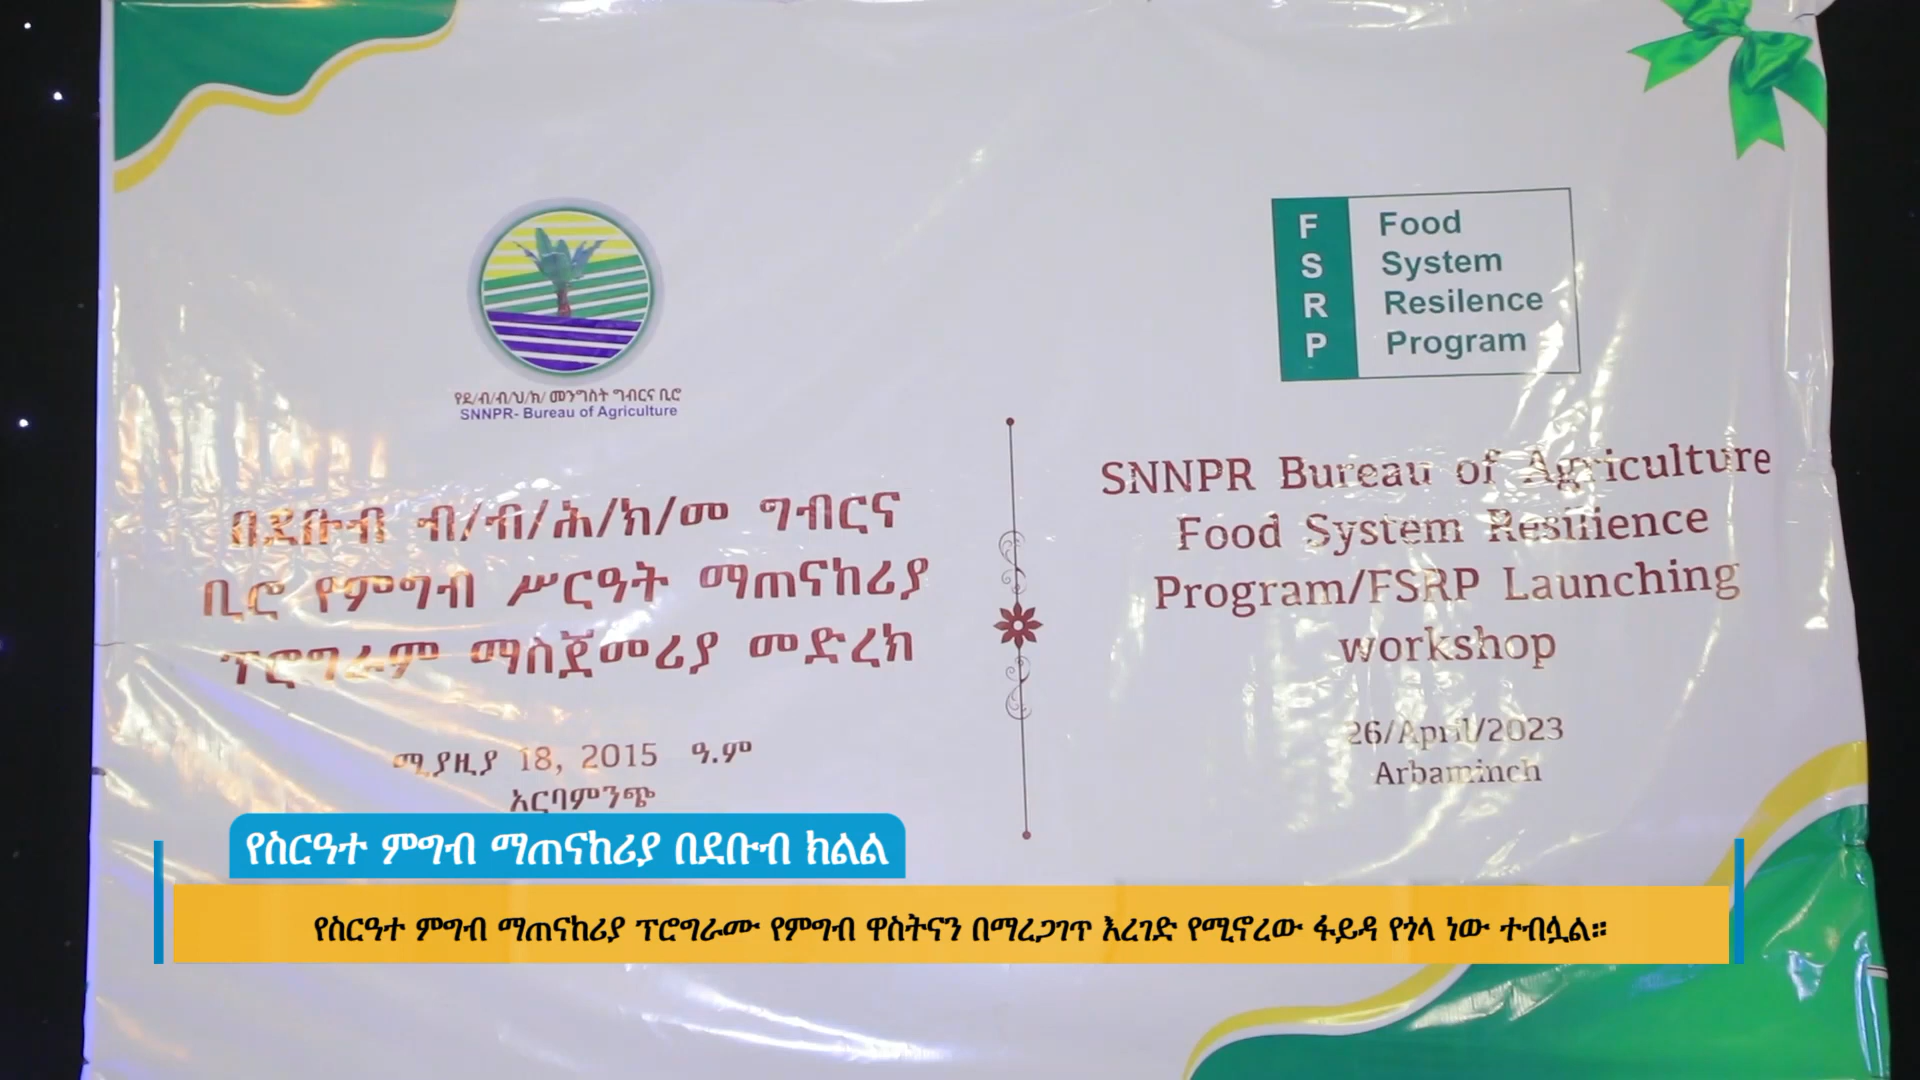 የደ/ብ/ብ/ህ/ክ/ መንግስት ግብርና ቢሮ
SNNPR- Bureau of Agriculture
በደቡብ ብ/ብ/ሕ/ክ/መ ግብርና
ቢሮ የምግብ ሥርዓት ማጠናከሪያ
ፕሮግራም ማስጀመሪያ መድረክ
ሚያዚያ 18, 2015 ዓ.ም
አርባምንጭ
F Food
S System
R Resilence
P Program
SNNPR Bureau of Agriculture
Food System Resilience
Program/FSRP Launching
workshop
26/April/2023
Arbaminch
የስርዓተ ምግብ ማጠናከሪያ በደቡብ ክልል
የስርዓተ ምግብ ማጠናከሪያ ፕሮግራሙ የምግብ ዋስትናን በማረጋገጥ እረገድ የሚኖረው ፋይዳ የጎላ ነው ተብሏል።